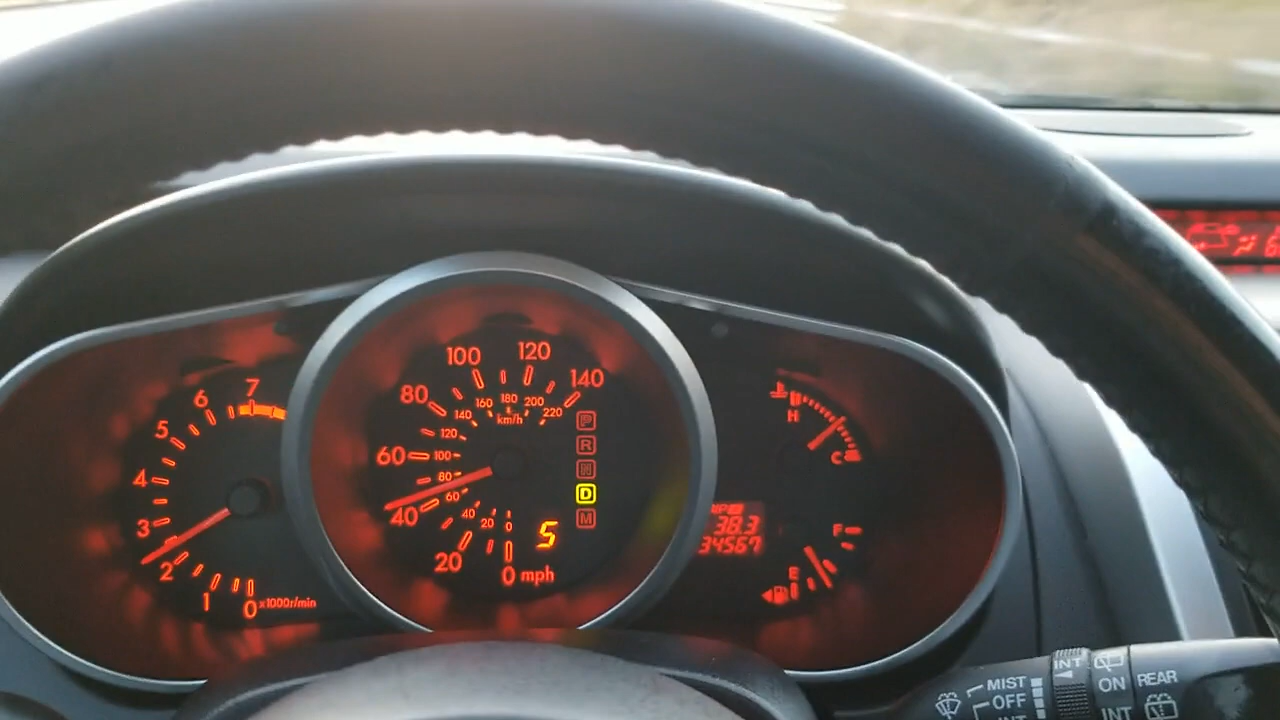 100 120
80 140
60
40
20
0 mph
160 180 200
140 km/h 220
120
100
80
60
40
20
0
P
R
N
D
M
5
7
6
5
4
3
2
1
0 x1000r/min
H
C
38.3
34567
F
E
INT
MIST
OFF
INT
ON
INT
REAR